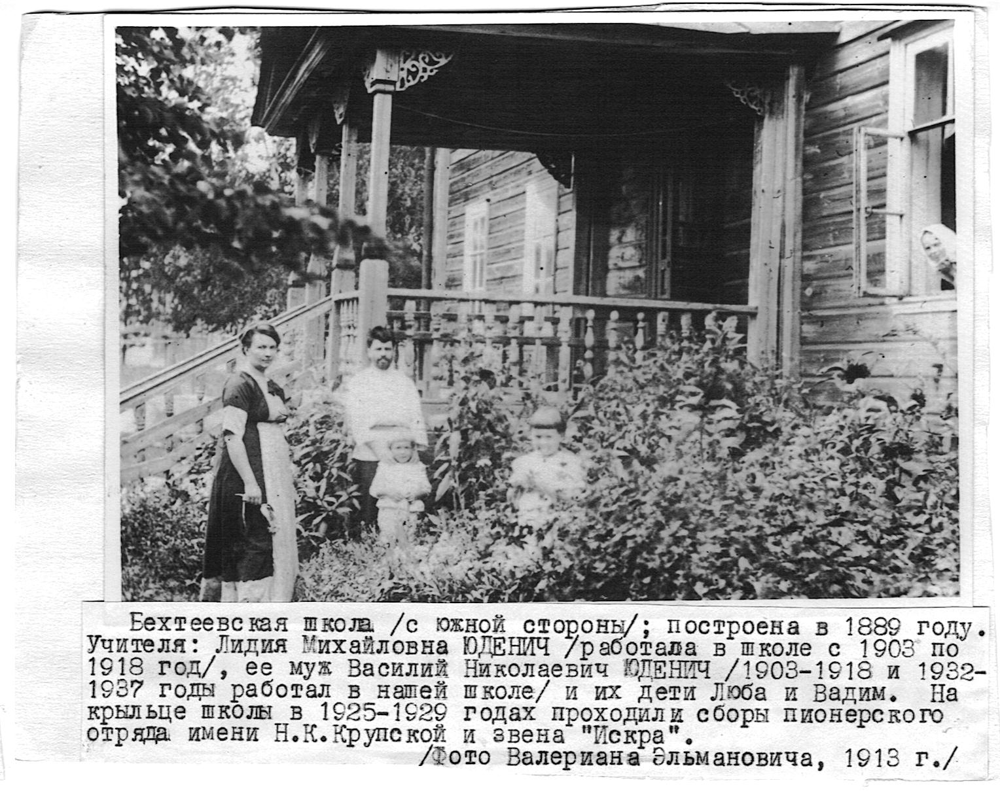 Бехтеевская школа /с южной стороны/; построена в 1889 году.
Учителя: Лидия Михайловна ЮДЕНИЧ /работала в школе с 1903 по
1918 год/, ее муж Василий Николаевич ЮДЕНИЧ /1903-1918 и 1932-
1937 годы работал в нашей школе/ и их дети Люба и Вадим. На
крыльце школы в 1925-1929 годах проходили сборы пионерского
отряда имени Н.К.Крупской и звена "Искра".
/Фото Валериана Эльмановича, 1913 г./